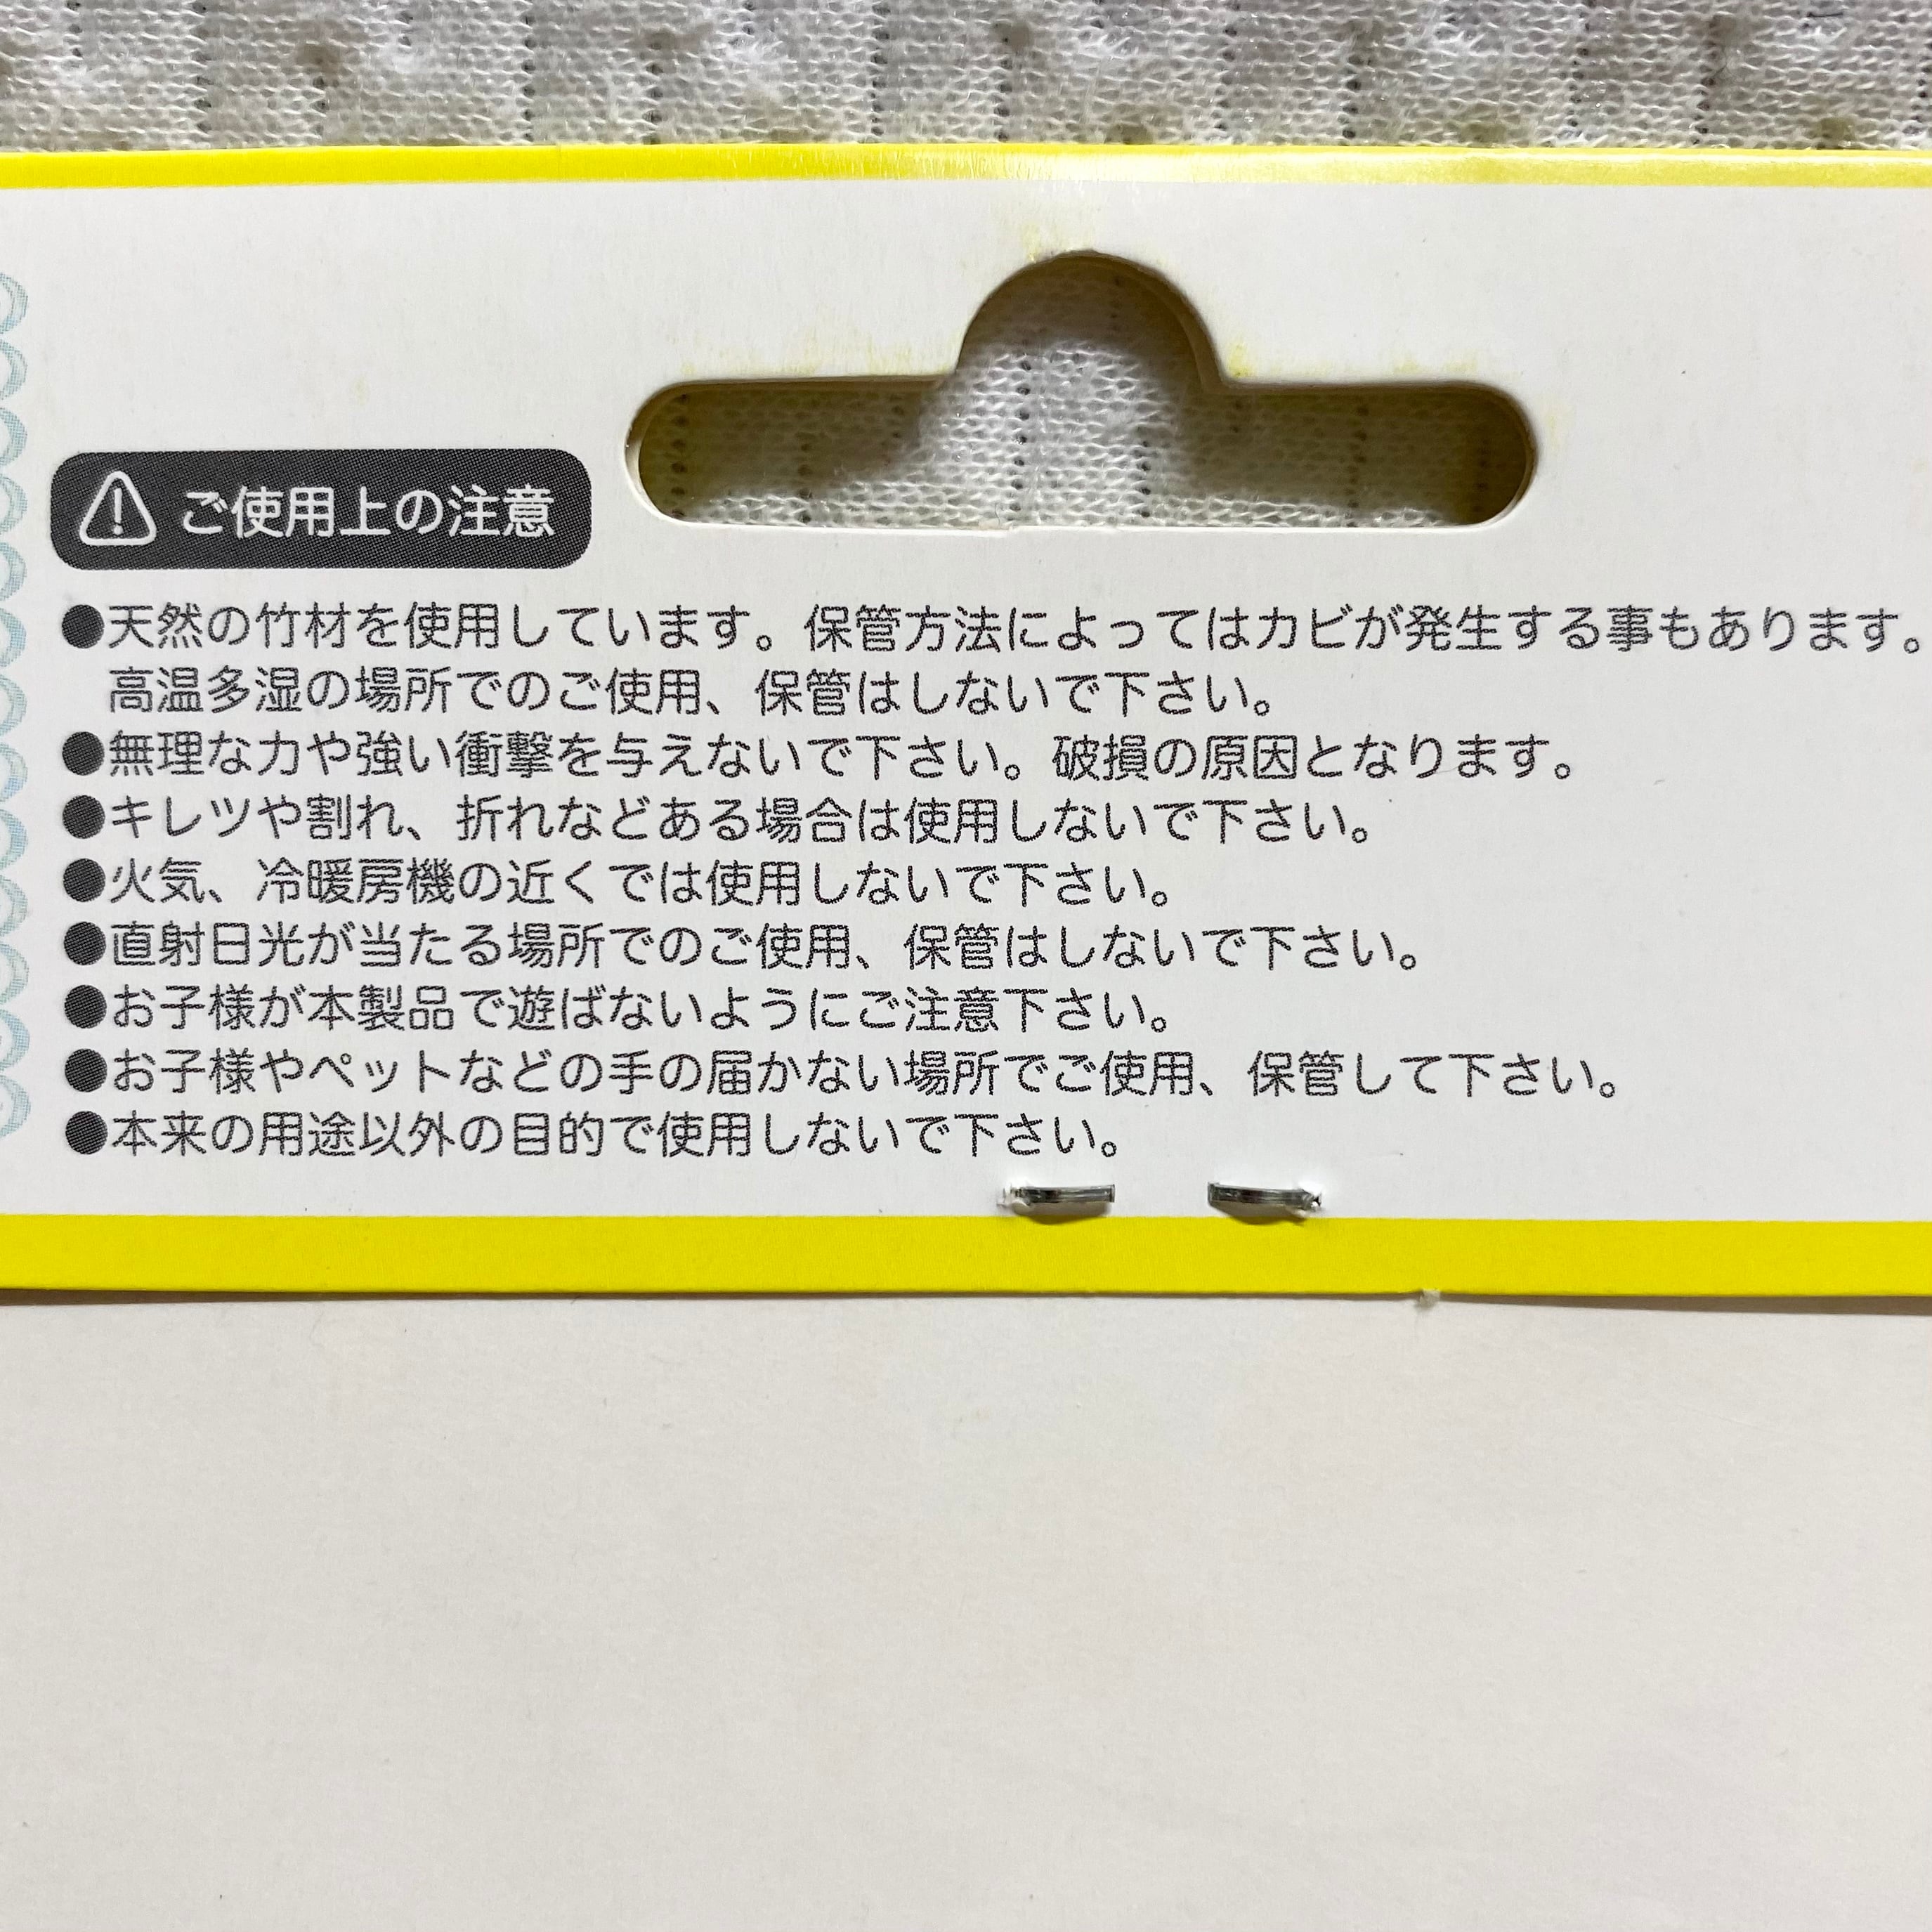 ご使用上の注意
●天然の竹材を使用しています。保管方法によってはカビが発生する事もあります。
高温多湿の場所でのご使用、保管はしないで下さい。
●無理な力や強い衝撃を与えないで下さい。破損の原因となります。
●キレツや割れ、折れなどある場合は使用しないで下さい。
●火気、冷暖房機の近くでは使用しないで下さい。
●直射日光が当たる場所でのご使用、保管はしないで下さい。
●お子様が本製品で遊ばないようにご注意下さい。
●お子様やペットなどの手の届かない場所でご使用、保管して下さい。
●本来の用途以外の目的で使用しないで下さい。